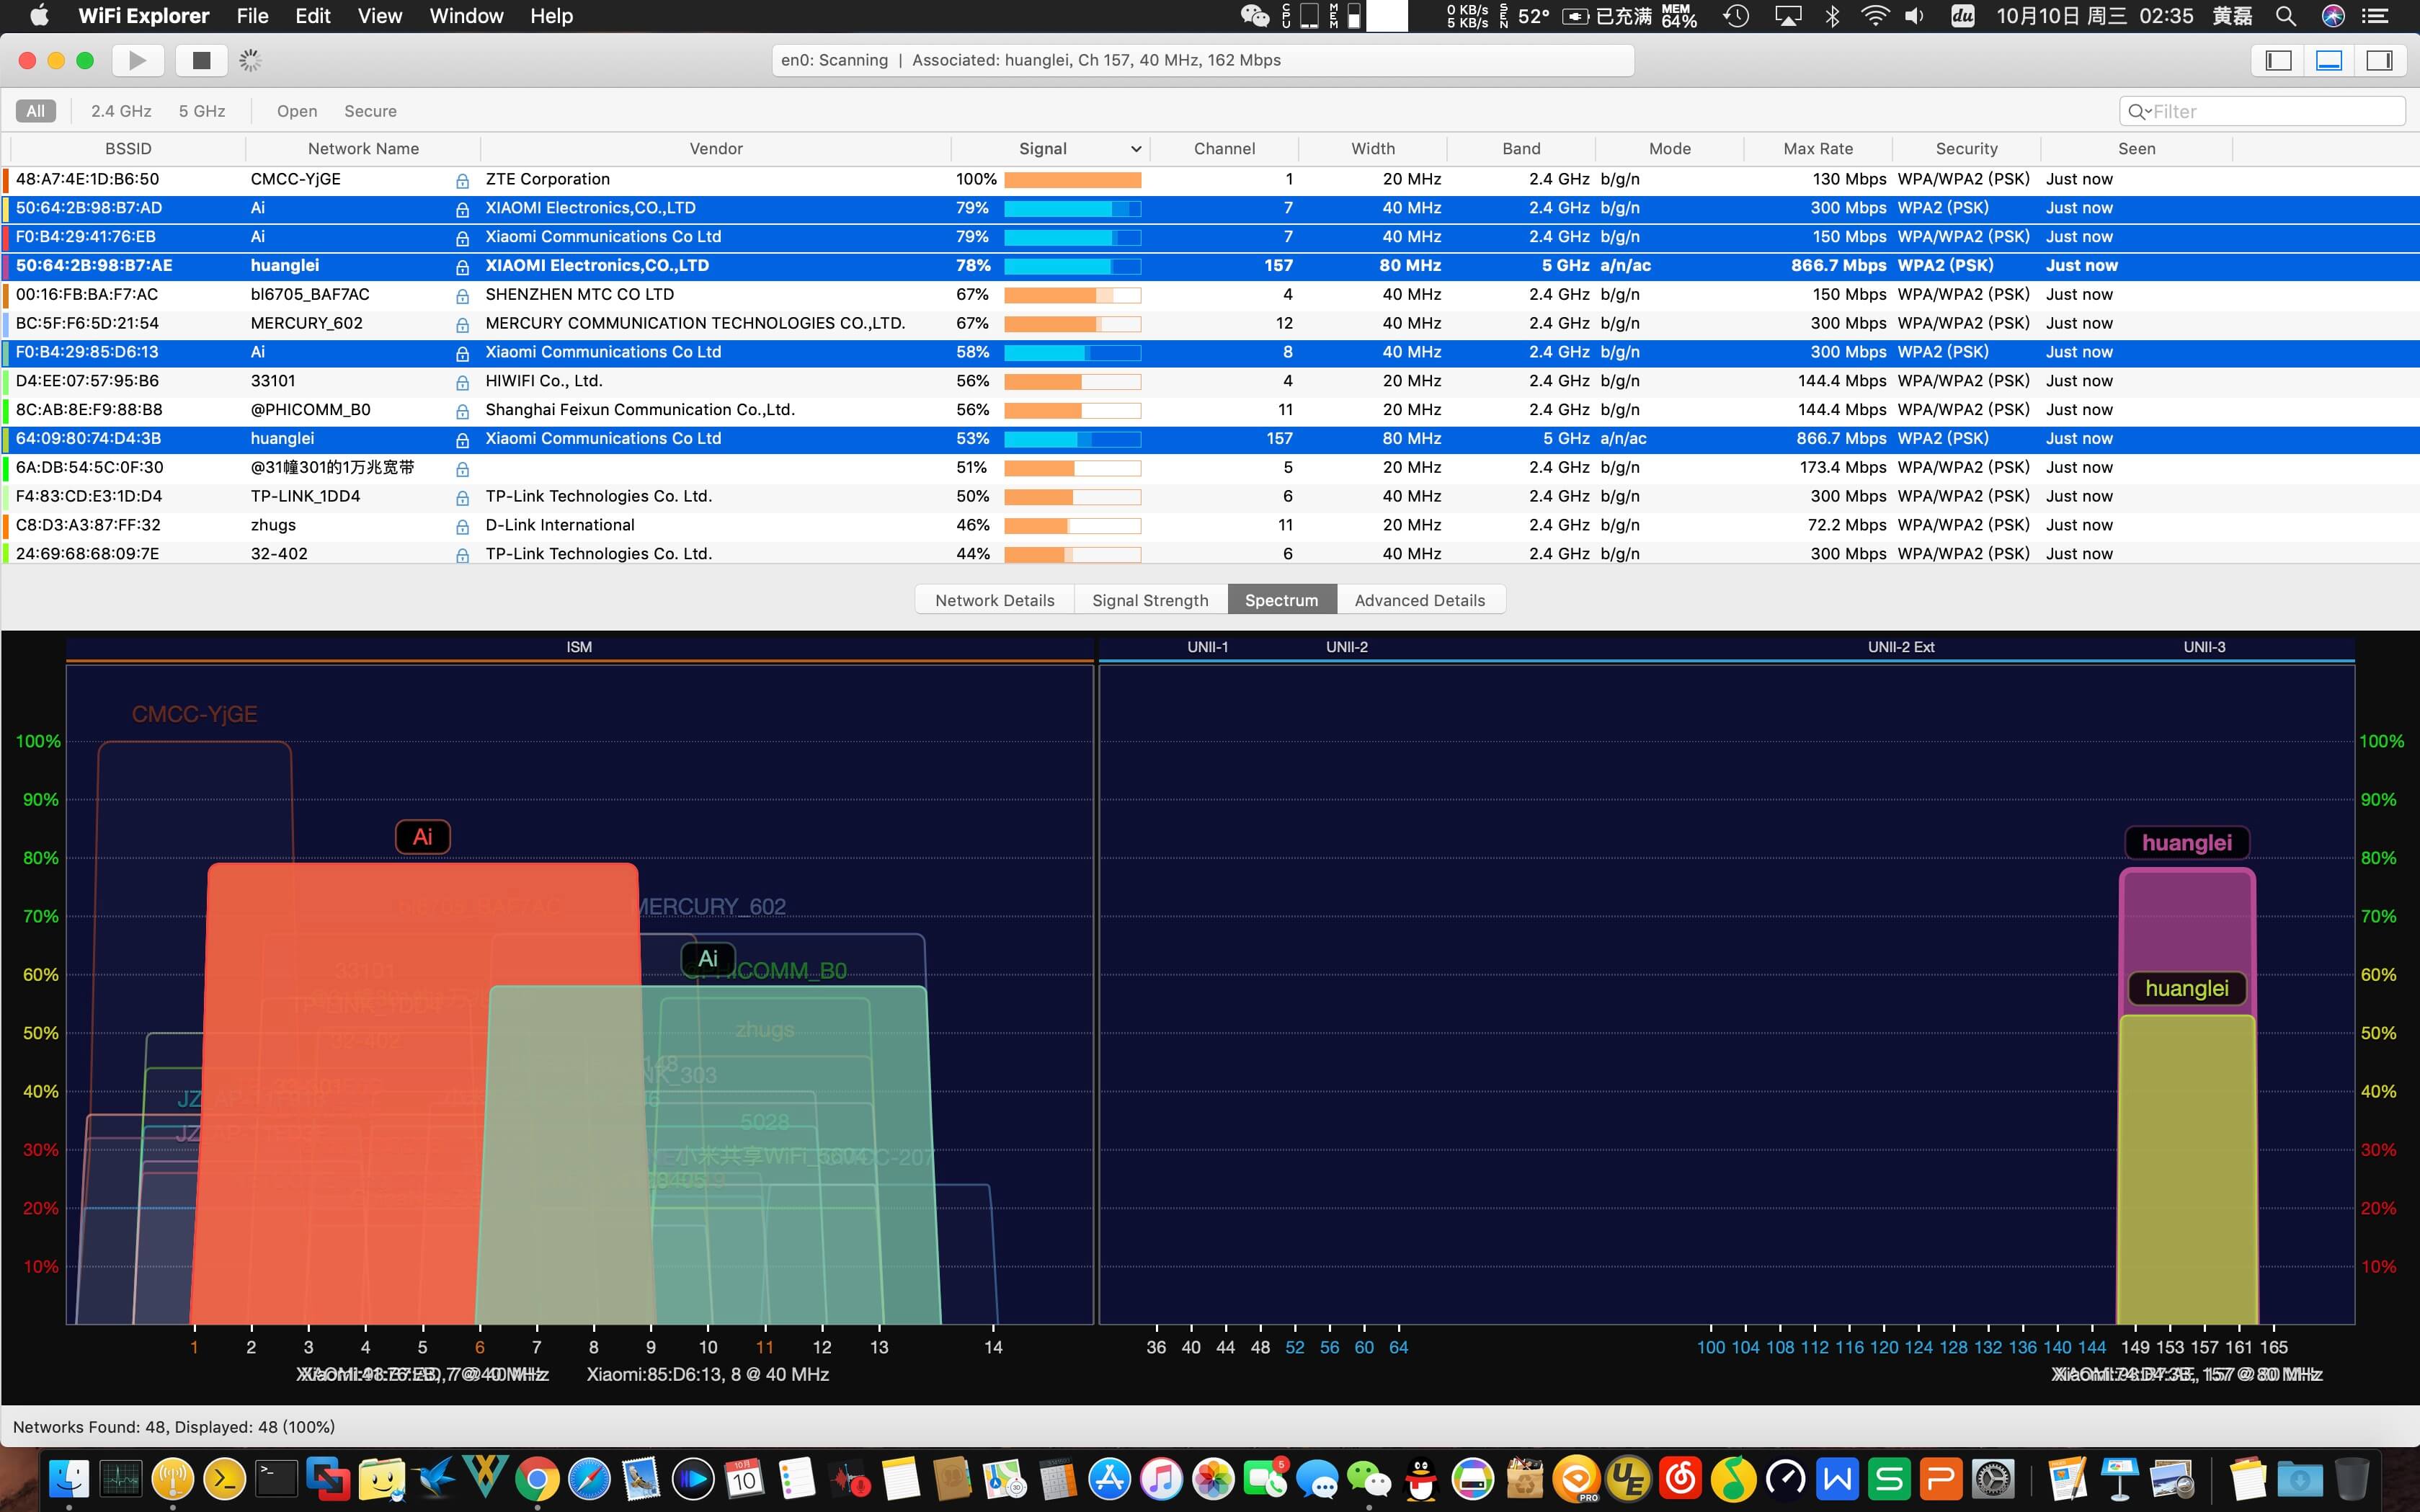 WiFi Explorer File Edit View Window Help 0 KB/s 5 KB/s 52° 已充满 MEM 64% du 10月10日 周三 02:35 黄磊
en0: Scanning | Associated: huanglei, Ch 157, 40 MHz, 162 Mbps
All 2.4 GHz 5 GHz Open Secure Filter
BSSID Network Name Vendor Signal Channel Width Band Mode Max Rate Security Seen
48:A7:4E:1D:B6:50 CMCC-YjGE ZTE Corporation 100% 1 20 MHz 2.4 GHz b/g/n 130 Mbps WPA/WPA2 (PSK) Just now
50:64:2B:98:B7:AD Ai XIAOMI Electronics,CO.,LTD 79% 7 40 MHz 2.4 GHz b/g/n 300 Mbps WPA2 (PSK) Just now
F0:B4:29:41:76:EB Ai Xiaomi Communications Co Ltd 79% 7 40 MHz 2.4 GHz b/g/n 150 Mbps WPA/WPA2 (PSK) Just now
50:64:2B:98:B7:AE huanglei XIAOMI Electronics,CO.,LTD 78% 157 80 MHz 5 GHz a/n/ac 866.7 Mbps WPA2 (PSK) Just now
00:16:FB:BA:F7:AC bl6705_BAF7AC SHENZHEN MTC CO LTD 67% 4 40 MHz 2.4 GHz b/g/n 150 Mbps WPA/WPA2 (PSK) Just now
BC:5F:F6:5D:21:54 MERCURY_602 MERCURY COMMUNICATION TECHNOLOGIES CO.,LTD. 67% 12 40 MHz 2.4 GHz b/g/n 300 Mbps WPA/WPA2 (PSK) Just now
F0:B4:29:85:D6:13 Ai Xiaomi Communications Co Ltd 58% 8 40 MHz 2.4 GHz b/g/n 300 Mbps WPA2 (PSK) Just now
D4:EE:07:57:95:B6 33101 HIWIFI Co., Ltd. 56% 4 20 MHz 2.4 GHz b/g/n 144.4 Mbps WPA/WPA2 (PSK) Just now
8C:AB:8E:F9:88:B8 @PHICOMM_B0 Shanghai Feixun Communication Co.,Ltd. 56% 11 20 MHz 2.4 GHz b/g/n 144.4 Mbps WPA/WPA2 (PSK) Just now
64:09:80:74:D4:3B huanglei Xiaomi Communications Co Ltd 53% 157 80 MHz 5 GHz a/n/ac 866.7 Mbps WPA2 (PSK) Just now
6A:DB:54:5C:0F:30 @31幢301的1万兆宽带 51% 5 20 MHz 2.4 GHz b/g/n 173.4 Mbps WPA/WPA2 (PSK) Just now
F4:83:CD:E3:1D:D4 TP-LINK_1DD4 TP-Link Technologies Co. Ltd. 50% 6 40 MHz 2.4 GHz b/g/n 300 Mbps WPA/WPA2 (PSK) Just now
C8:D3:A3:87:FF:32 zhugs D-Link International 46% 11 20 MHz 2.4 GHz b/g/n 72.2 Mbps WPA/WPA2 (PSK) Just now
24:69:68:68:09:7E 32-402 TP-Link Technologies Co. Ltd. 44% 6 40 MHz 2.4 GHz b/g/n 300 Mbps WPA/WPA2 (PSK) Just now
Network Details Signal Strength Spectrum Advanced Details
ISM UNII-1 UNII-2 UNII-2 Ext UNII-3
CMCC-YjGE
100% 100%
90% 90%
Ai huanglei
80% 80%
MERCURY_602
70% 70%
Ai
60% 60%
huanglei
50% 50%
zhugs
40% 40%
5028
30% 30%
20% 20%
10% 10%
1 2 3 4 5 6 7 8 9 10 11 12 13 14 36 40 44 48 52 56 60 64 100 104 108 112 116 120 124 128 132 136 140 144 149 153 157 161 165
Xiaomi:85:D6:13, 8 @ 40 MHz
Networks Found: 48, Displayed: 48 (100%)